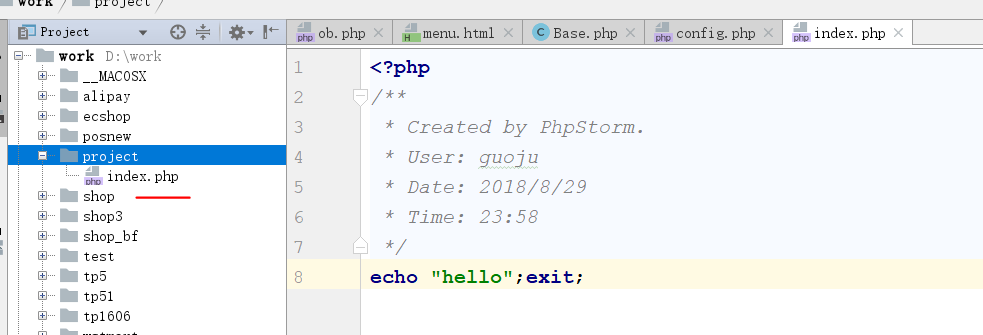 work project
Project
ob.php menu.html Base.php config.php index.php
work D:\work
__MACOSX
alipay
ecshop
posnew
project
index.php
shop
shop3
shop_bf
test
tp5
tp51
tp1606
1 <?php
2 /**
3 * Created by PhpStorm.
4 * User: guoju
5 * Date: 2018/8/29
6 * Time: 23:58
7 */
8 echo "hello";exit;